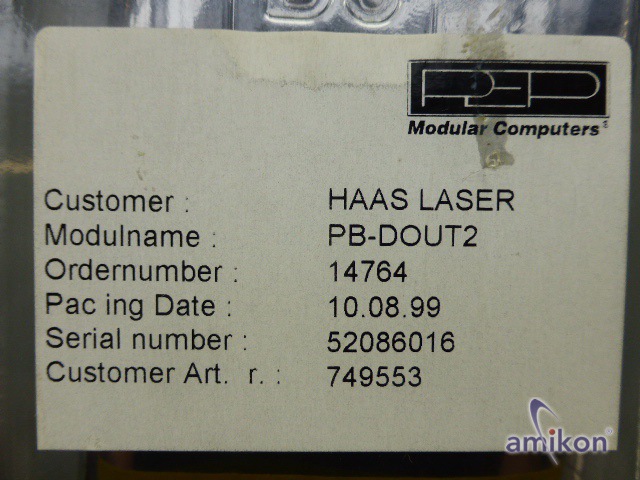 PEP
Modular Computers®
Customer : HAAS LASER
Modulname : PB-DOUT2
Ordernumber : 14764
Pac ing Date : 10.08.99
Serial number : 52086016
Customer Art. r. : 749553
amikon®